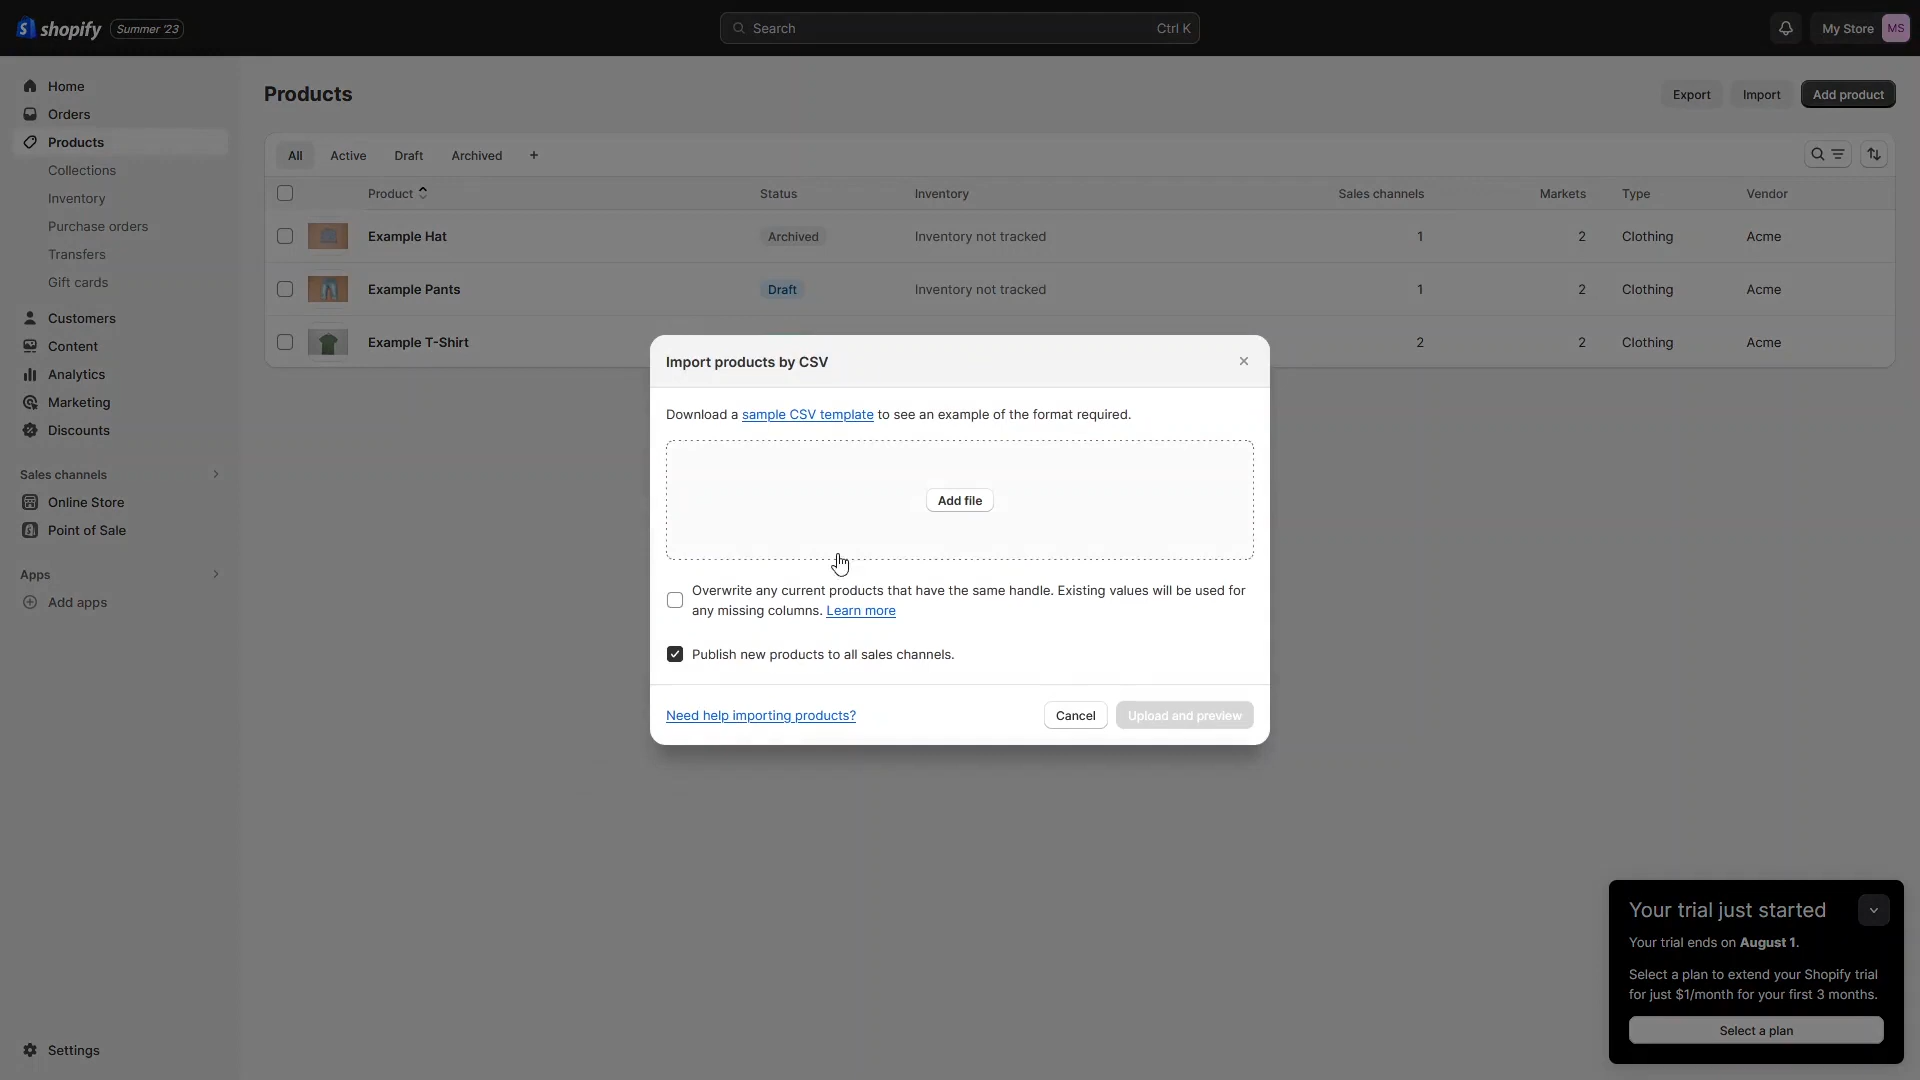 shopify Summer '23
Search Ctrl K
My Store MS
Home
Orders
Products
Collections
Inventory
Purchase orders
Transfers
Gift cards
Customers
Content
Analytics
Marketing
Discounts
Sales channels
Online Store
Point of Sale
Apps
Add apps
Settings
Products
Export Import Add product
All Active Draft Archived +
Product Status Inventory Sales channels Markets Type Vendor
Example Hat Archived Inventory not tracked 1 2 Clothing Acme
Example Pants Draft Inventory not tracked 1 2 Clothing Acme
Example T-Shirt 2 2 Clothing Acme
Import products by CSV
Download a sample CSV template to see an example of the format required.
Add file
Overwrite any current products that have the same handle. Existing values will be used for
any missing columns. Learn more
Publish new products to all sales channels.
Need help importing products? Cancel Upload and preview
Your trial just started
Your trial ends on August 1.
Select a plan to extend your Shopify trial
for just $1/month for your first 3 months.
Select a plan